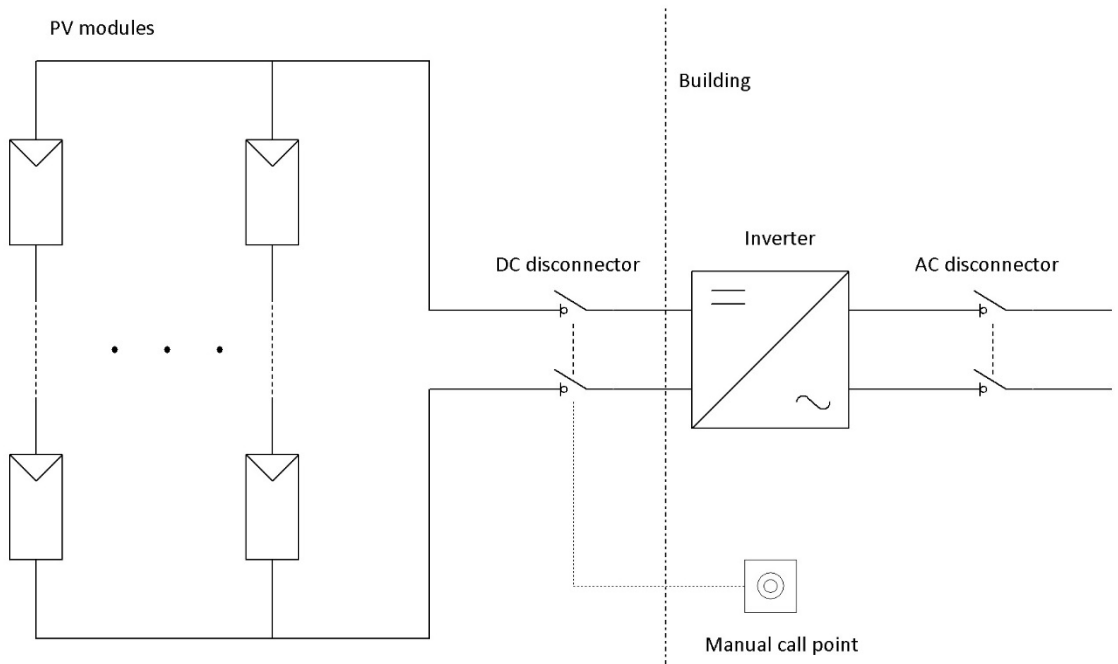 PV modules
Building
Inverter
DC disconnector
AC disconnector
Manual call point